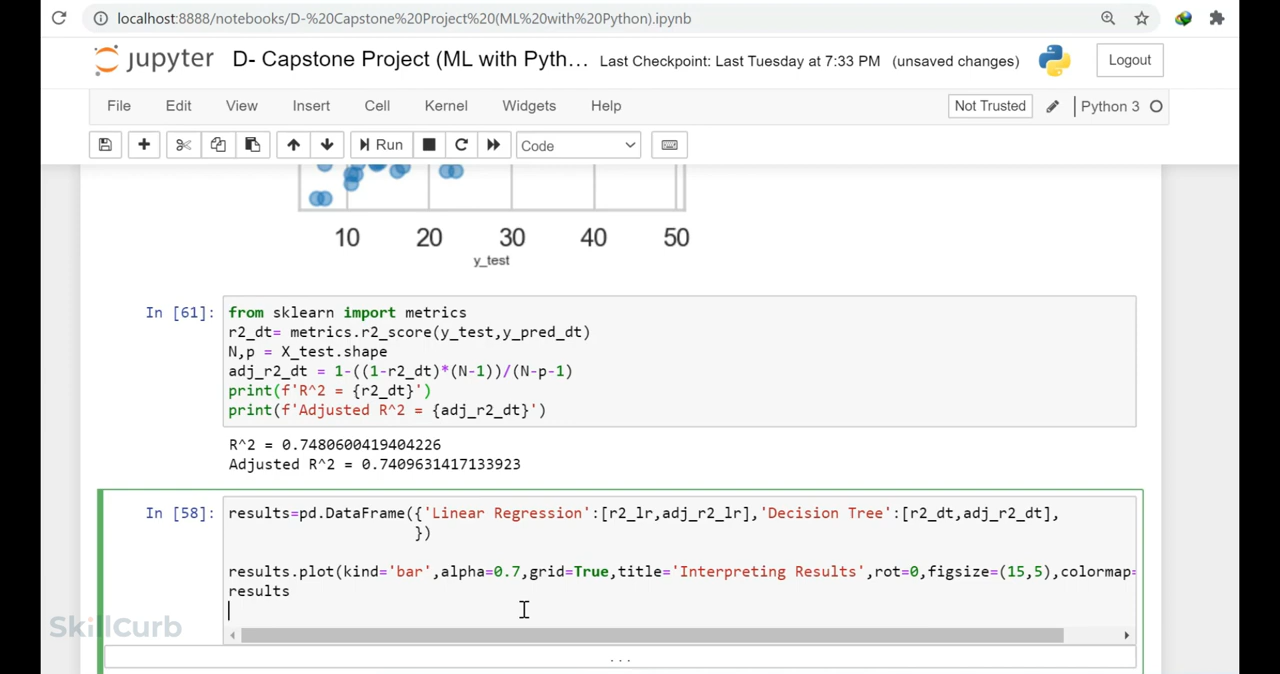 localhost:8888/notebooks/D-%20Capstone%20Project%20(ML%20with%20Python).ipynb
jupyter D- Capstone Project (ML with Pyth... Last Checkpoint: Last Tuesday at 7:33 PM (unsaved changes) Logout
File Edit View Insert Cell Kernel Widgets Help Not Trusted Python 3
Run Code
10 20 30 40 50
y_test
In [61]: from sklearn import metrics
r2_dt= metrics.r2_score(y_test,y_pred_dt)
N,p = X_test.shape
adj_r2_dt = 1-((1-r2_dt)*(N-1))/(N-p-1)
print(f'R^2 = {r2_dt}')
print(f'Adjusted R^2 = {adj_r2_dt}')
R^2 = 0.7480600419404226
Adjusted R^2 = 0.7409631417133923
In [58]: results=pd.DataFrame({'Linear Regression':[r2_lr,adj_r2_lr],'Decision Tree':[r2_dt,adj_r2_dt],
})
results.plot(kind='bar',alpha=0.7,grid=True,title='Interpreting Results',rot=0,figsize=(15,5),colormap=
results
SkillCurb
...